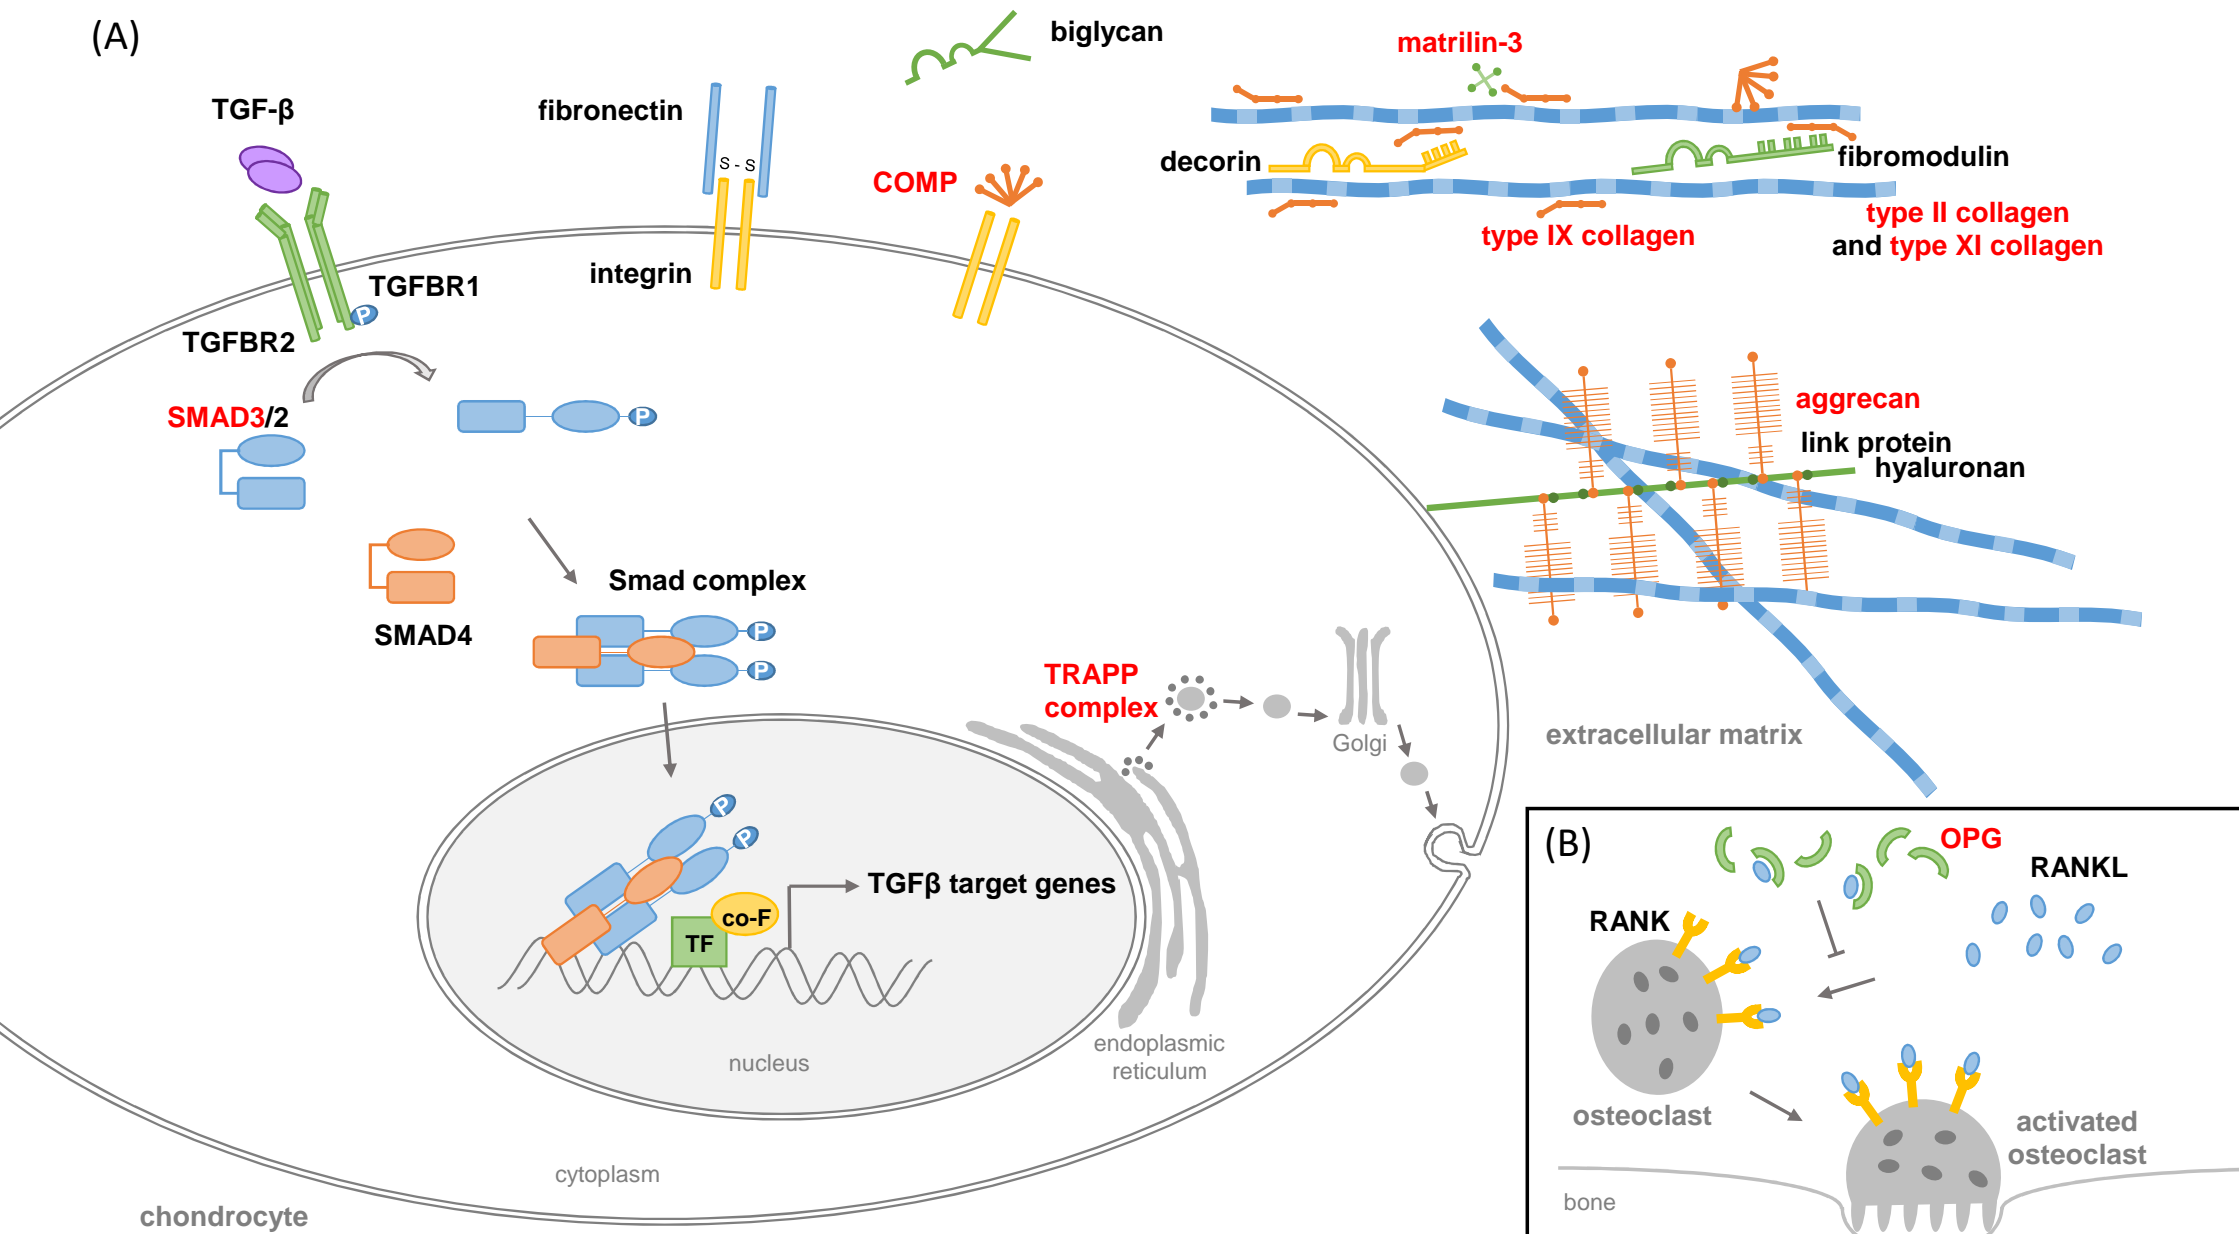 (A)
biglycan
matrilin-3
TGF-β
fibronectin
S - S
decorin
fibromodulin
COMP
type II collagen
and type XI collagen
type IX collagen
integrin
TGFBR1
P
TGFBR2
SMAD3/2
P
aggrecan
link protein
hyaluronan
Smad complex
SMAD4
P
P
TRAPP
complex
Golgi
extracellular matrix
P
P
TGFβ target genes
co-F
TF
nucleus
endoplasmic
reticulum
cytoplasm
chondrocyte
(B)
OPG
RANKL
RANK
osteoclast
activated
osteoclast
bone